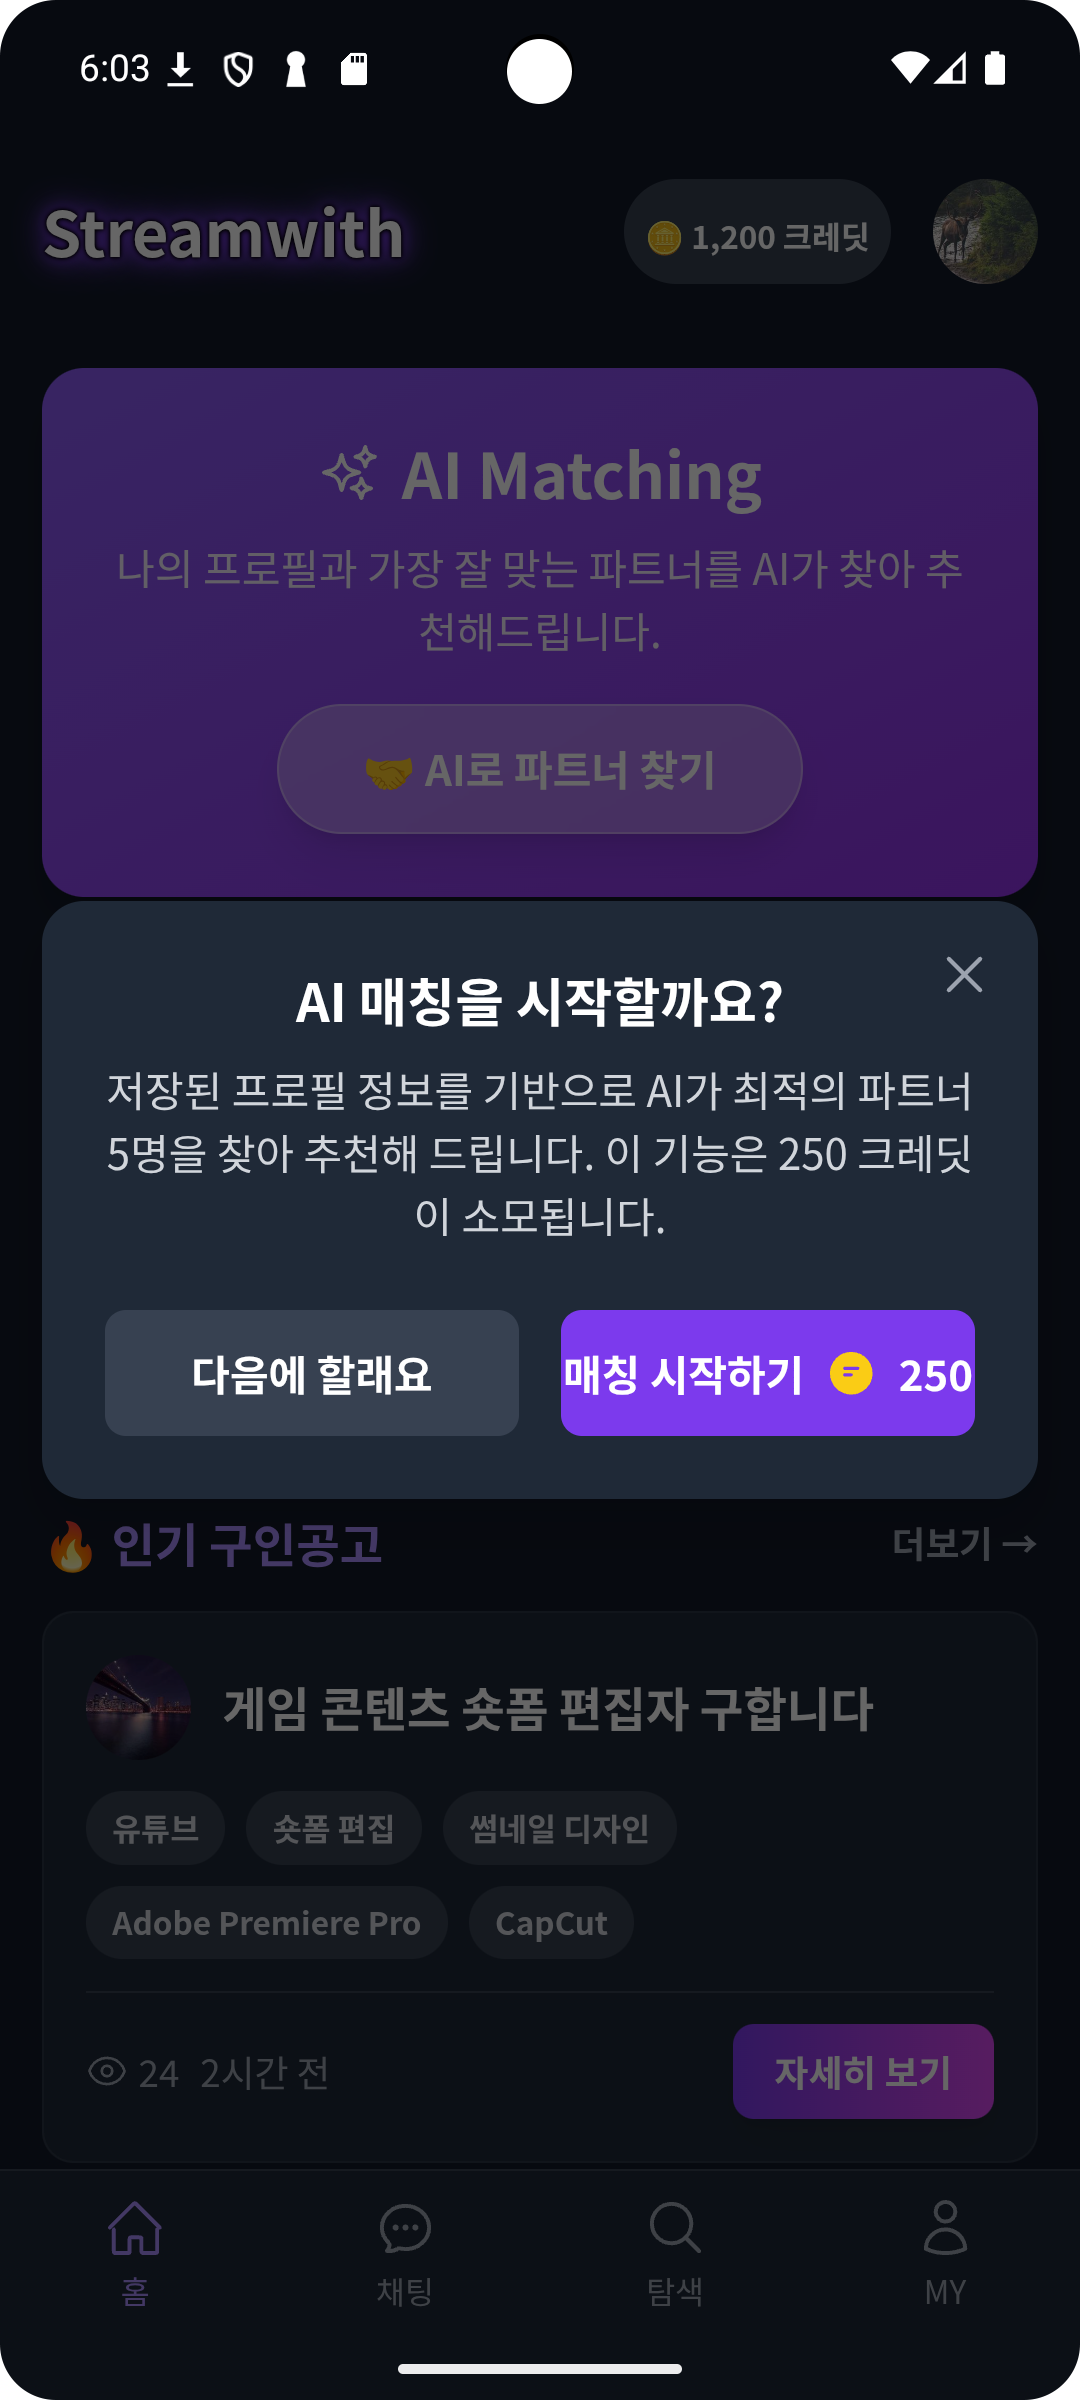 6:03
Streamwith
1,200 크레딧
AI Matching
나의 프로필과 가장 잘 맞는 파트너를 AI가 찾아 추
천해드립니다.
AI로 파트너 찾기
AI 매칭을 시작할까요?
저장된 프로필 정보를 기반으로 AI가 최적의 파트너
5명을 찾아 추천해 드립니다. 이 기능은 250 크레딧
이 소모됩니다.
다음에 할래요
매칭 시작하기 250
인기 구인공고
더보기 →
게임 콘텐츠 숏폼 편집자 구합니다
유튜브 숏폼 편집 썸네일 디자인
Adobe Premiere Pro CapCut
24 2시간 전
자세히 보기
홈 채팅 탐색 MY